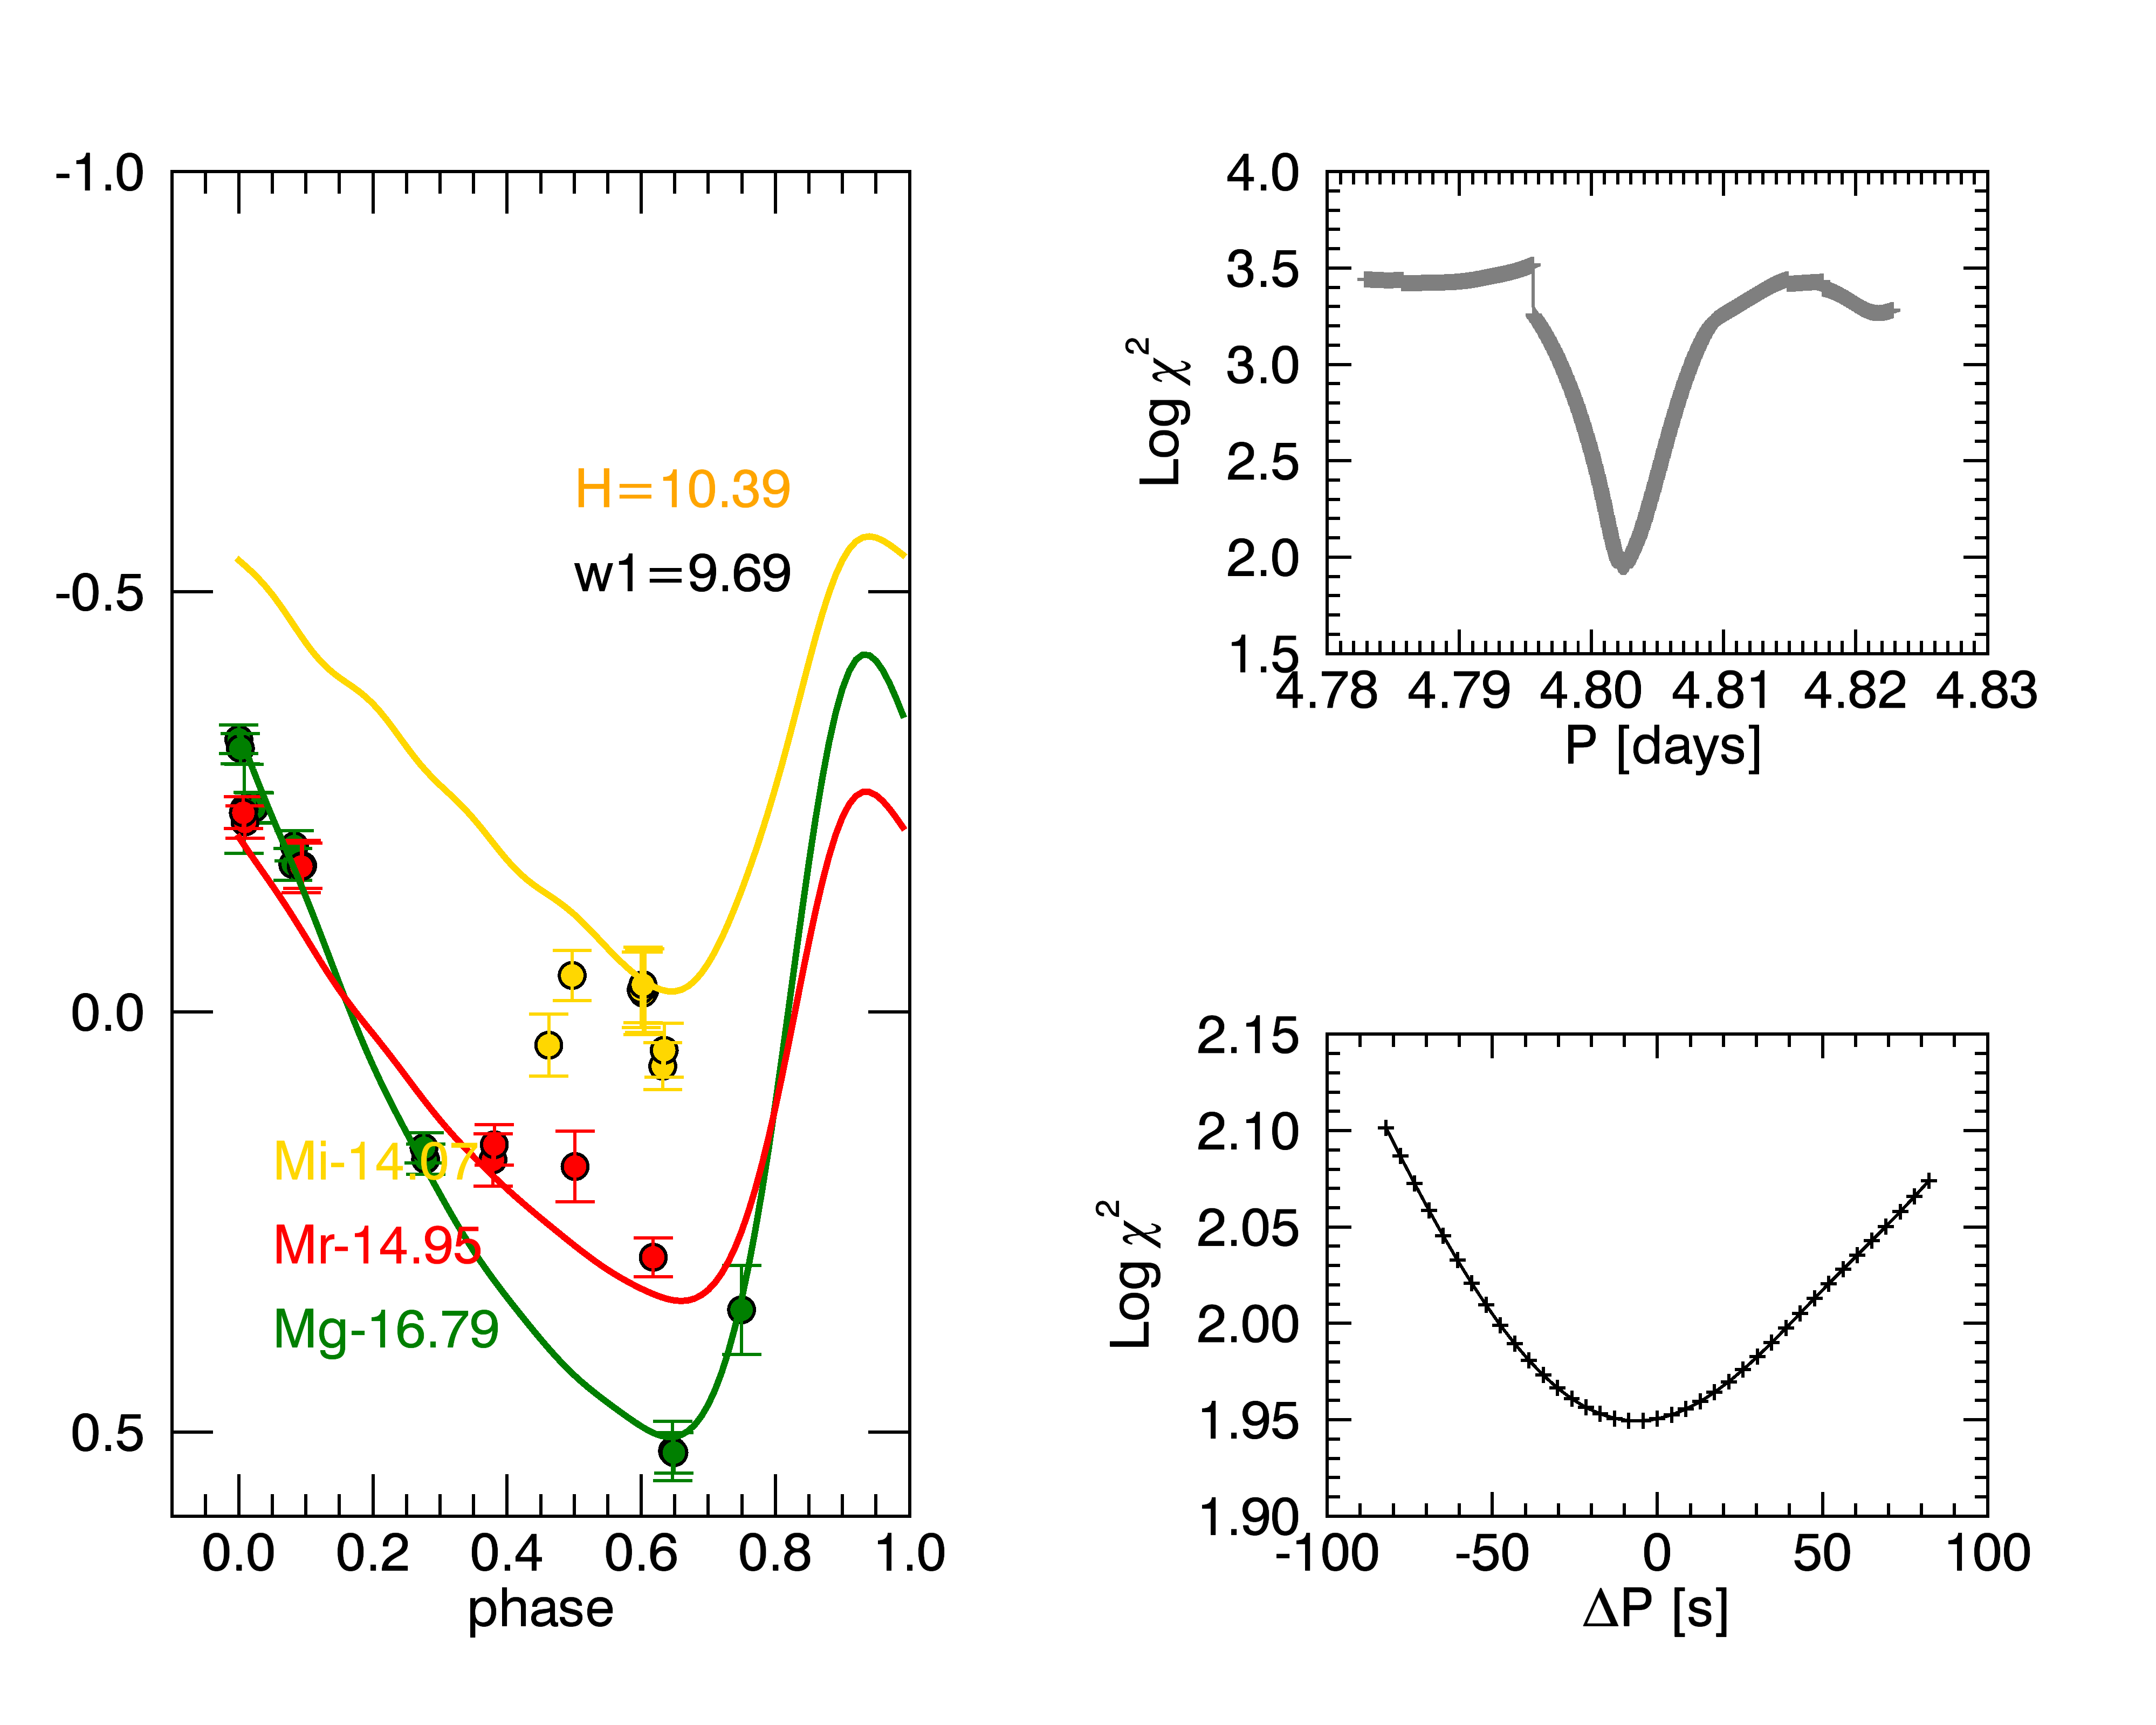 -1.0
-0.5
0.0
0.5
H=10.39
w1=9.69
Mi-14.07
Mr-14.95
Mg-16.79
0.0 0.2 0.4 0.6 0.8 1.0
phase
4.0
3.5
3.0
2.5
2.0
1.5
Log χ²
4.78 4.79 4.80 4.81 4.82 4.83
P [days]
2.15
2.10
2.05
2.00
1.95
1.90
Log χ²
-100 -50 0 50 100
ΔP [s]